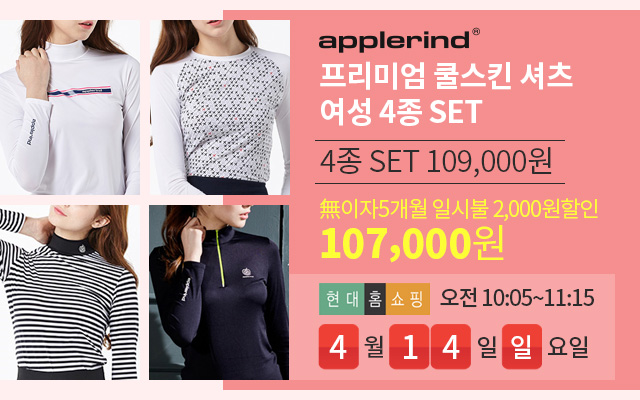 applerind®
프리미엄 쿨스킨 셔츠
여성 4종 SET
4종 SET 109,000원
無이자5개월 일시불 2,000원할인
107,000원
현대홈쇼핑 오전 10:05~11:15
4월 14일 일요일
applerind
applerind